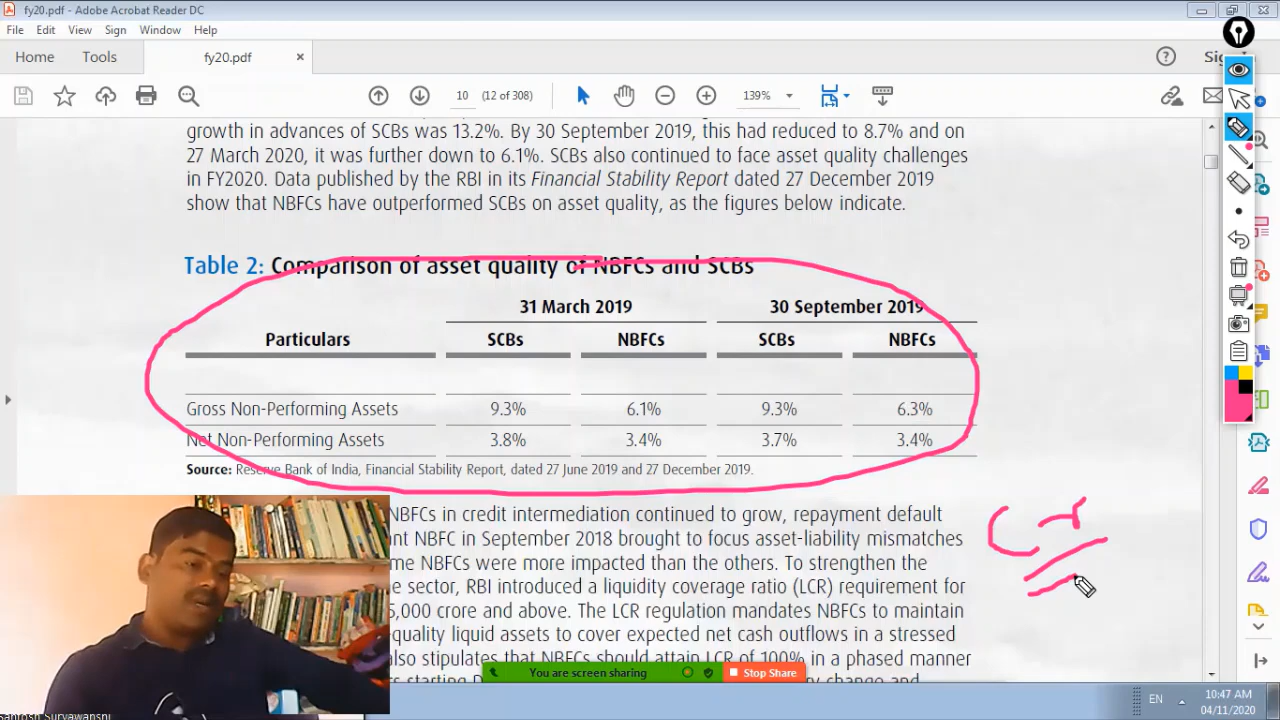 fy20.pdf - Adobe Acrobat Reader DC
File Edit View Sign Window Help
Home Tools fy20.pdf ×
10 (12 of 308) 139%
growth in advances of SCBs was 13.2%. By 30 September 2019, this had reduced to 8.7% and on
27 March 2020, it was further down to 6.1%. SCBs also continued to face asset quality challenges
in FY2020. Data published by the RBI in its Financial Stability Report dated 27 December 2019
show that NBFCs have outperformed SCBs on asset quality, as the figures below indicate.
Table 2: Comparison of asset quality of NBFCs and SCBs
31 March 2019 30 September 2019
Particulars SCBs NBFCs SCBs NBFCs
Gross Non-Performing Assets 9.3% 6.1% 9.3% 6.3%
Net Non-Performing Assets 3.8% 3.4% 3.7% 3.4%
Source: Reserve Bank of India, Financial Stability Report, dated 27 June 2019 and 27 December 2019.
NBFCs in credit intermediation continued to grow, repayment default
NBFC in September 2018 brought to focus asset-liability mismatches
NBFCs were more impacted than the others. To strengthen the
sector, RBI introduced a liquidity coverage ratio (LCR) requirement for
5,000 crore and above. The LCR regulation mandates NBFCs to maintain
quality liquid assets to cover expected net cash outflows in a stressed
also stipulates that NBFCs should attain LCR of 100% in a phased manner
You are screen sharing Stop Share
Santosh Suryawanshi
EN 10:47 AM
04/11/2020